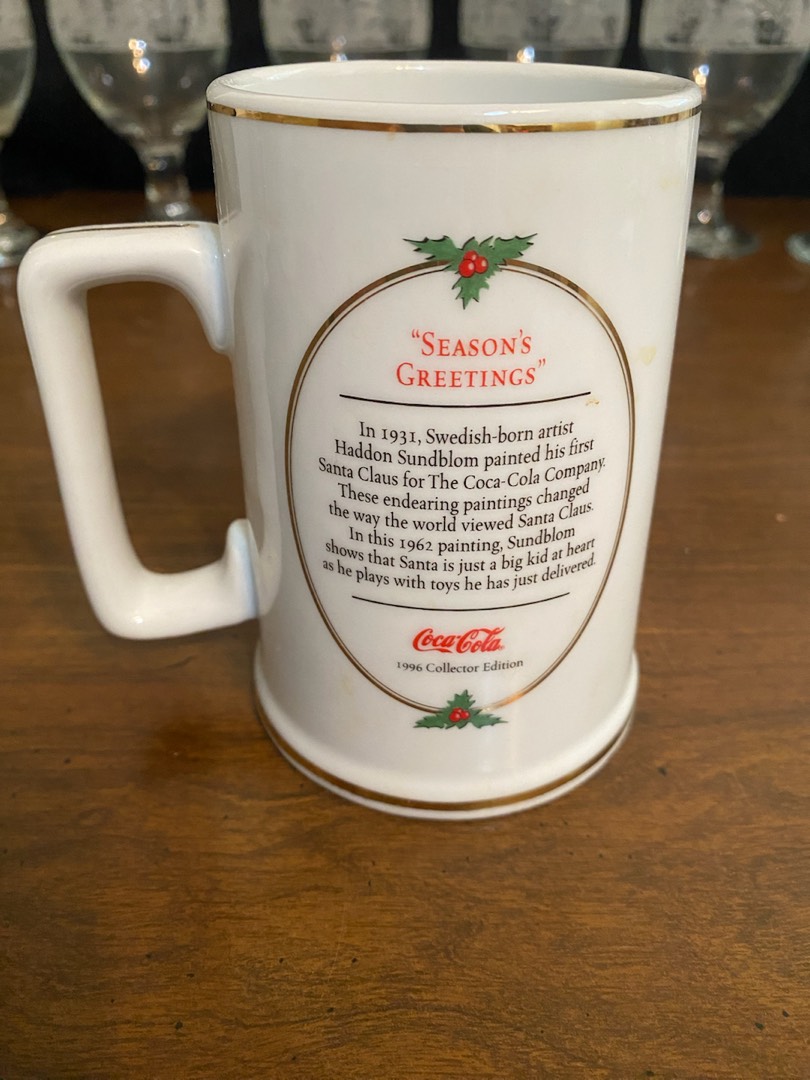 “SEASON’S
GREETINGS”
In 1931, Swedish-born artist
Haddon Sundblom painted his first
Santa Claus for The Coca-Cola Company.
These endearing paintings changed
the way the world viewed Santa Claus.
In this 1962 painting, Sundblom
shows that Santa is just a big kid at heart
as he plays with toys he has just delivered.
Coca-Cola
1996 Collector Edition